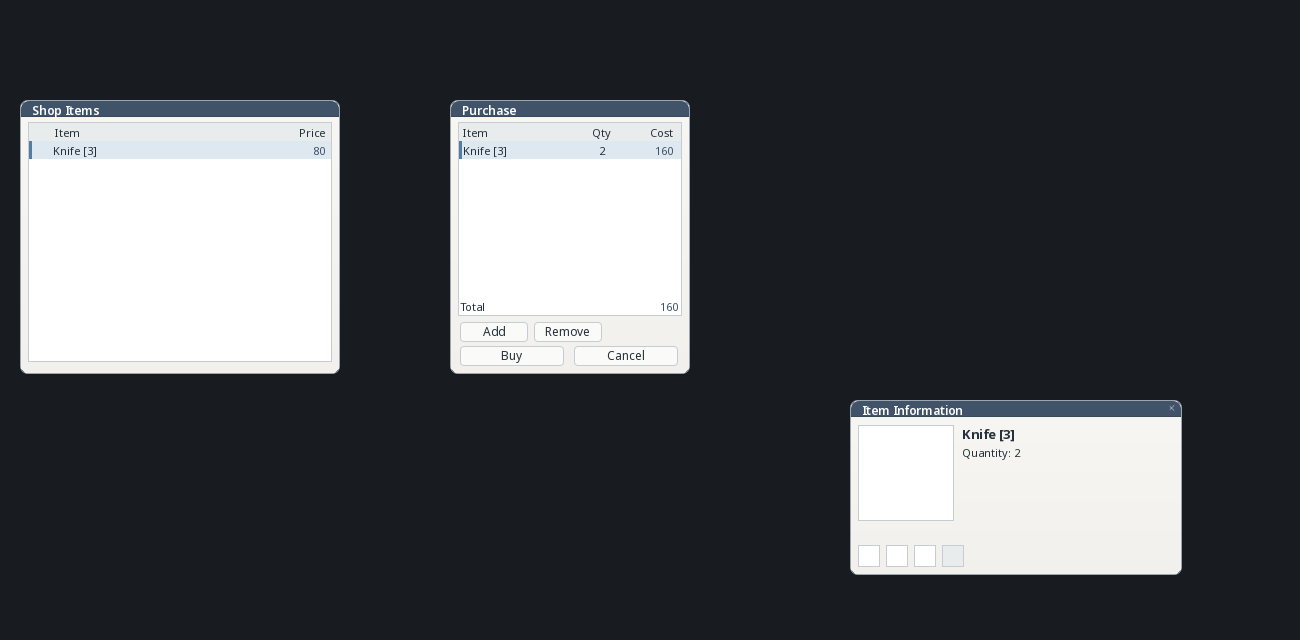 Shop Items
Item Price
Knife [3] 80
Purchase
Item Qty Cost
Knife [3] 2 160
Total 160
Add Remove
Buy Cancel
Item Information ×
Knife [3]
Quantity: 2